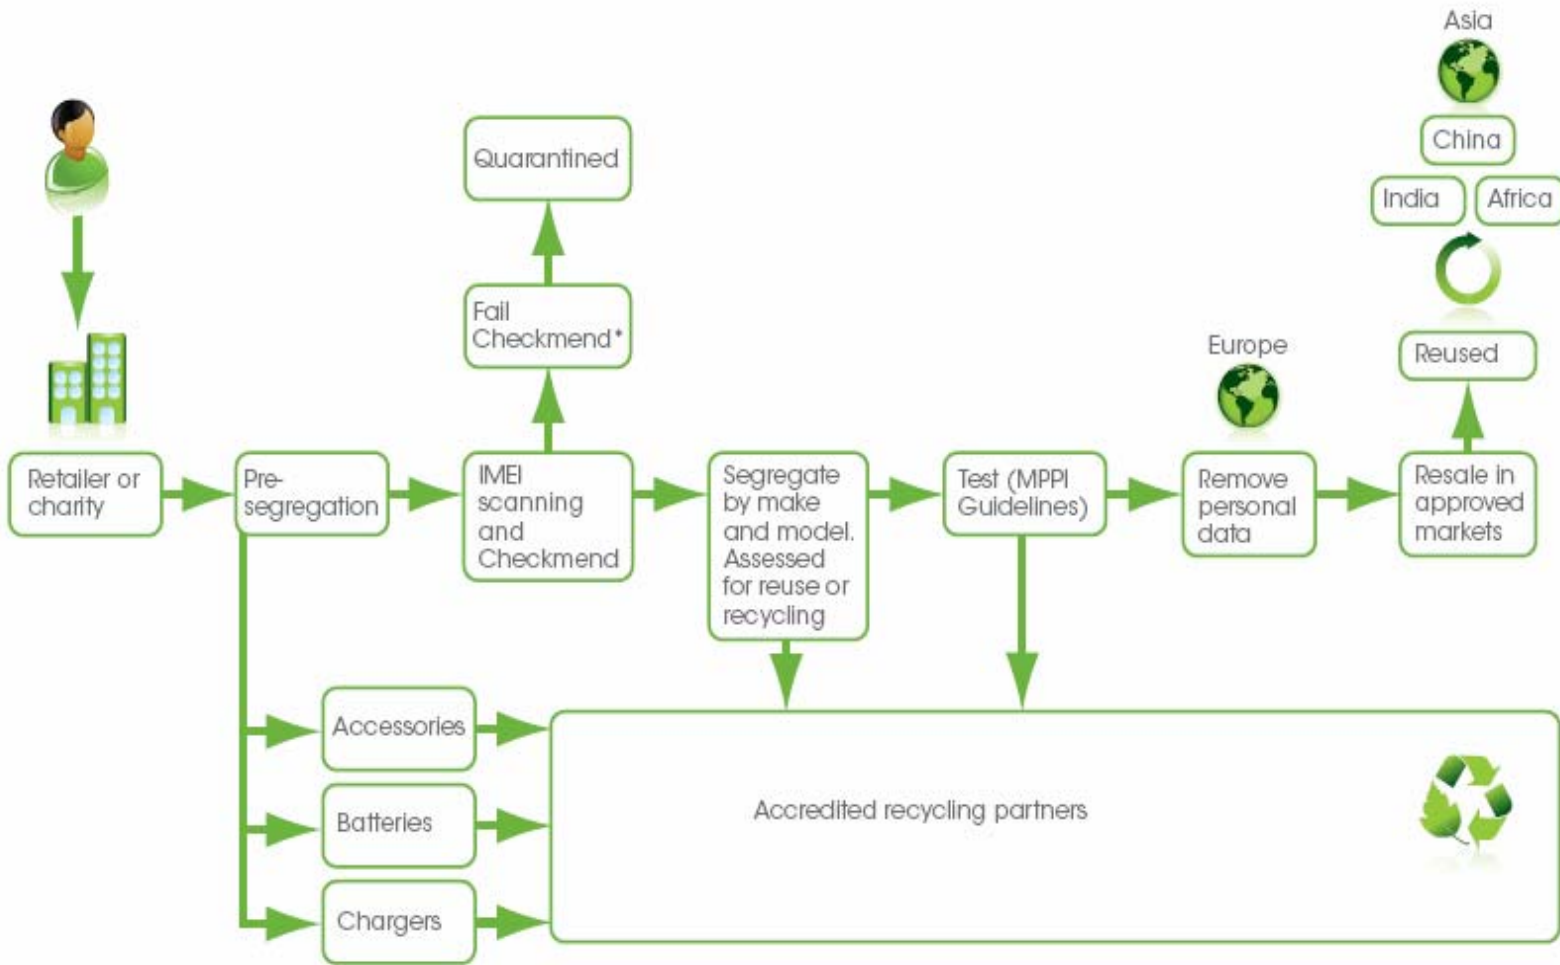 Asia
China
India
Africa
Quarantined
Fail
Checkmend*
Europe
Reused
Retailer or
charity
Pre-
segregation
IMEI
scanning
and
Checkmend
Segregate
by make
and model.
Assessed
for reuse or
recycling
Test (MPPI
Guidelines)
Remove
personal
data
Resale in
approved
markets
Accessories
Batteries
Chargers
Accredited recycling partners